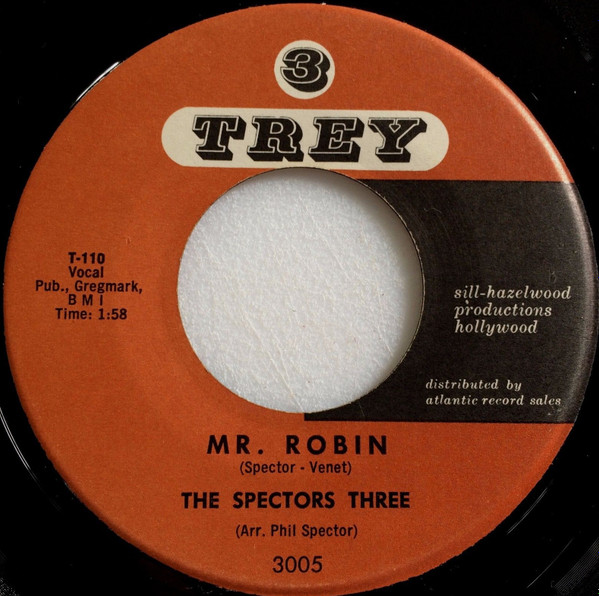 3
TREY
T-110
Vocal
Pub., Gregmark,
B M I
Time: 1:58
sill-hazelwood
productions
hollywood
distributed by
atlantic record sales
MR. ROBIN
(Spector - Venet)
THE SPECTORS THREE
(Arr. Phil Spector)
3005